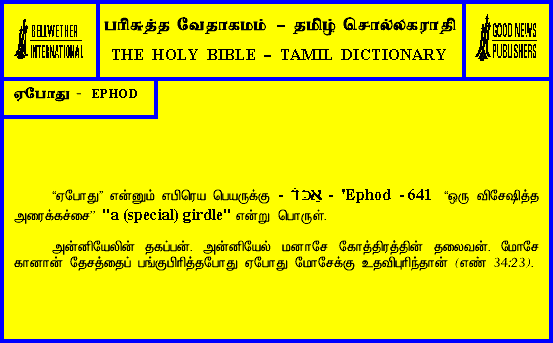 BELLWETHER
INTERNATIONAL
பரிசுத்த வேதாகமம் – தமிழ் சொல்லகராதி
THE HOLY BIBLE – TAMIL DICTIONARY
GOOD NEWS
PUBLISHERS
ஏபோது - EPHOD
“ஏபோது” என்னும் எபிரெய பெயருக்கு - - 'Ephod - 641 “ஒரு விசேஷித்த
அரைக்கச்சை” "a (special) girdle" என்று பொருள்.
அன்னியேலின் தகப்பன். அன்னியேல் மனாசே கோத்திரத்தின் தலைவன். மோசே
கானான் தேசத்தைப் பங்குபிரித்தபோது ஏபோது மோசேக்கு உதவிபுரிந்தான் (எண் 34:23).